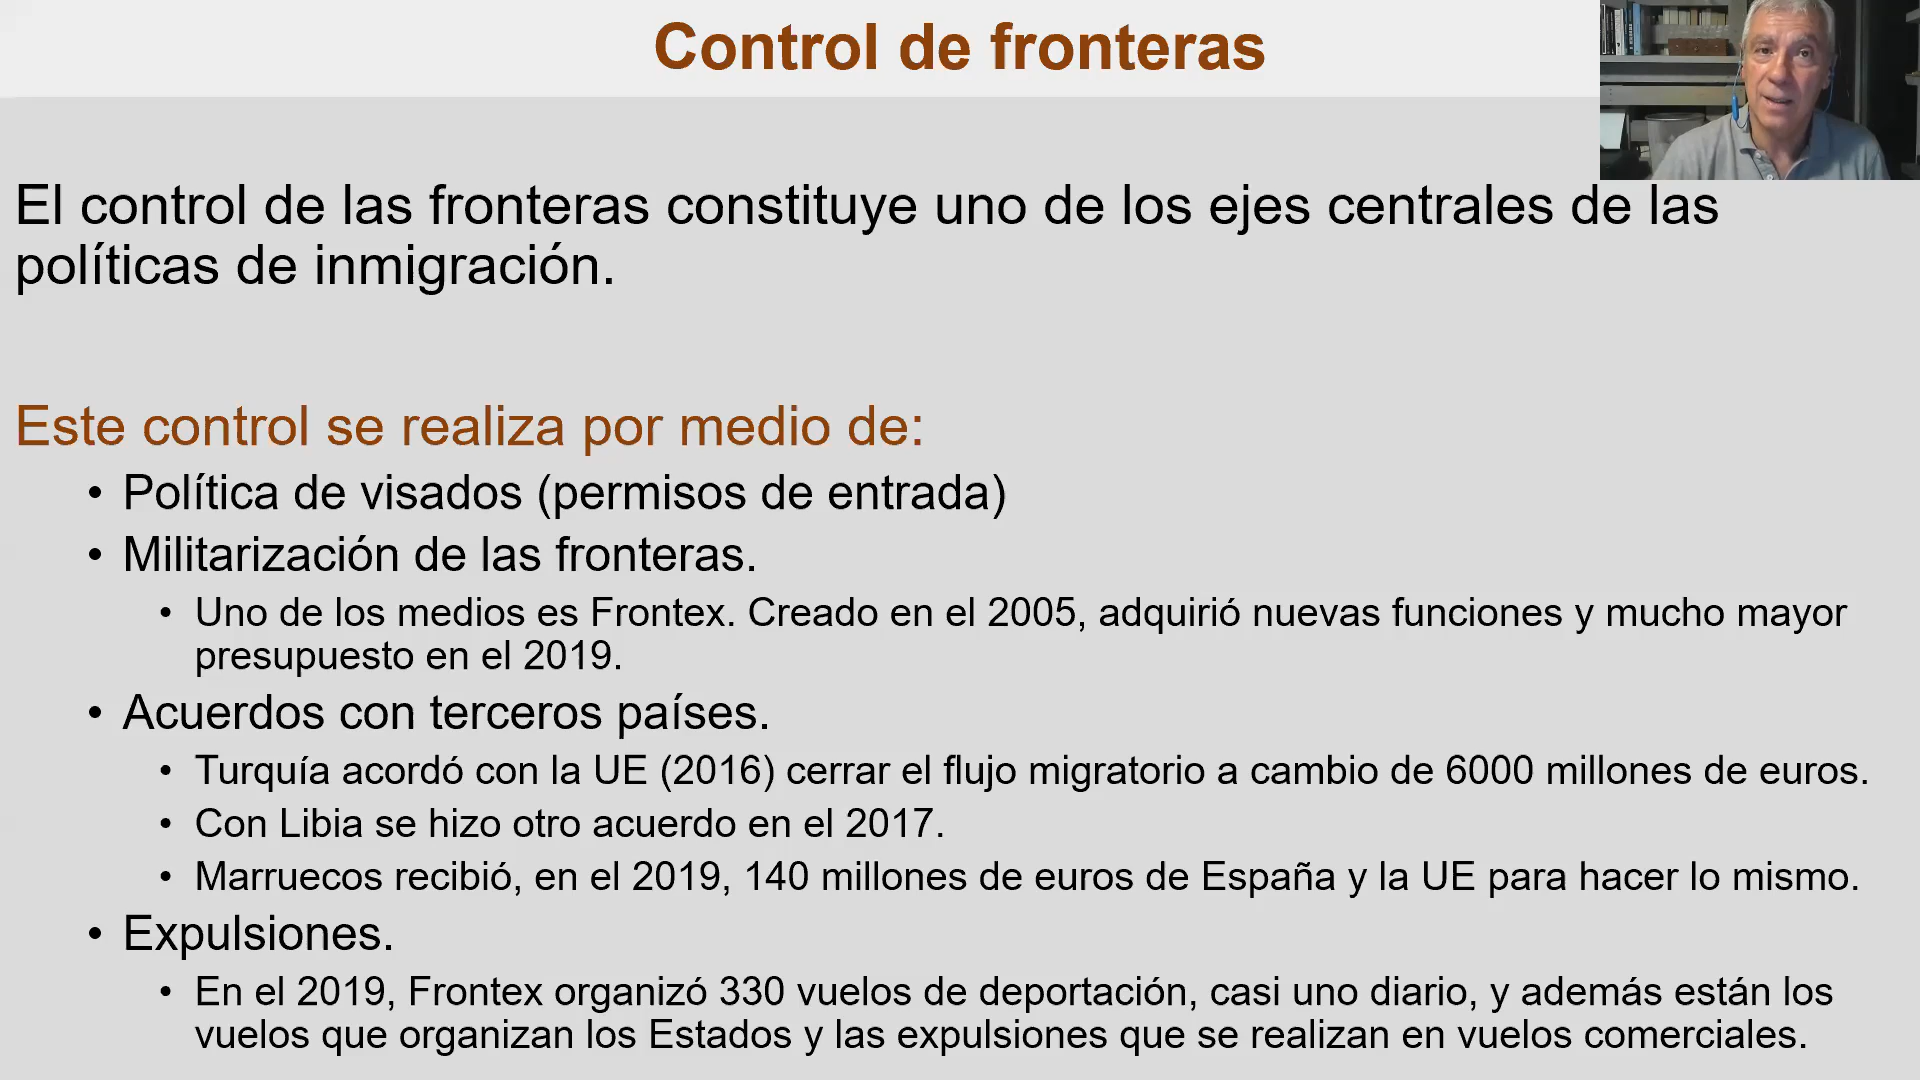 Control de fronteras
El control de las fronteras constituye uno de los ejes centrales de las
políticas de inmigración.
Este control se realiza por medio de:
• Política de visados (permisos de entrada)
• Militarización de las fronteras.
• Uno de los medios es Frontex. Creado en el 2005, adquirió nuevas funciones y mucho mayor
presupuesto en el 2019.
• Acuerdos con terceros países.
• Turquía acordó con la UE (2016) cerrar el flujo migratorio a cambio de 6000 millones de euros.
• Con Libia se hizo otro acuerdo en el 2017.
• Marruecos recibió, en el 2019, 140 millones de euros de España y la UE para hacer lo mismo.
• Expulsiones.
• En el 2019, Frontex organizó 330 vuelos de deportación, casi uno diario, y además están los
vuelos que organizan los Estados y las expulsiones que se realizan en vuelos comerciales.